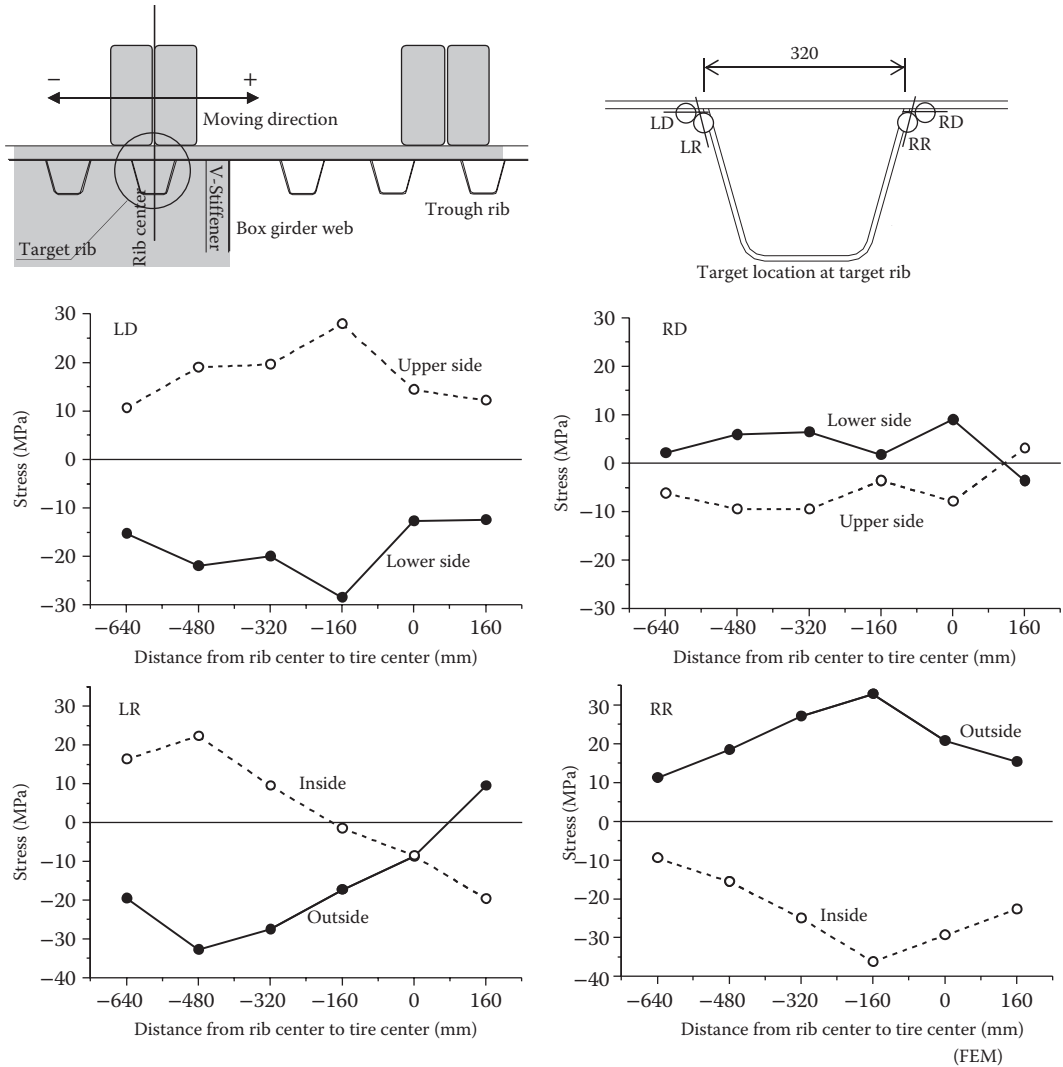 −
+
Moving direction
Rib center
V-Stiffener
Box girder web
Target rib
Trough rib
320
LD
RD
LR
RR
Target location at target rib
LD
30
20
10
0
−10
−20
−30
Stress (MPa)
Upper side
Lower side
−640 −480 −320 −160 0 160
Distance from rib center to tire center (mm)
RD
30
20
10
0
−10
−20
−30
Stress (MPa)
Lower side
Upper side
−640 −480 −320 −160 0 160
Distance from rib center to tire center (mm)
LR
30
20
10
0
−10
−20
−30
−40
Stress (MPa)
Inside
Outside
−640 −480 −320 −160 0 160
Distance from rib center to tire center (mm)
RR
30
20
10
0
−10
−20
−30
−40
Stress (MPa)
Outside
Inside
−640 −480 −320 −160 0 160
Distance from rib center to tire center (mm)
(FEM)